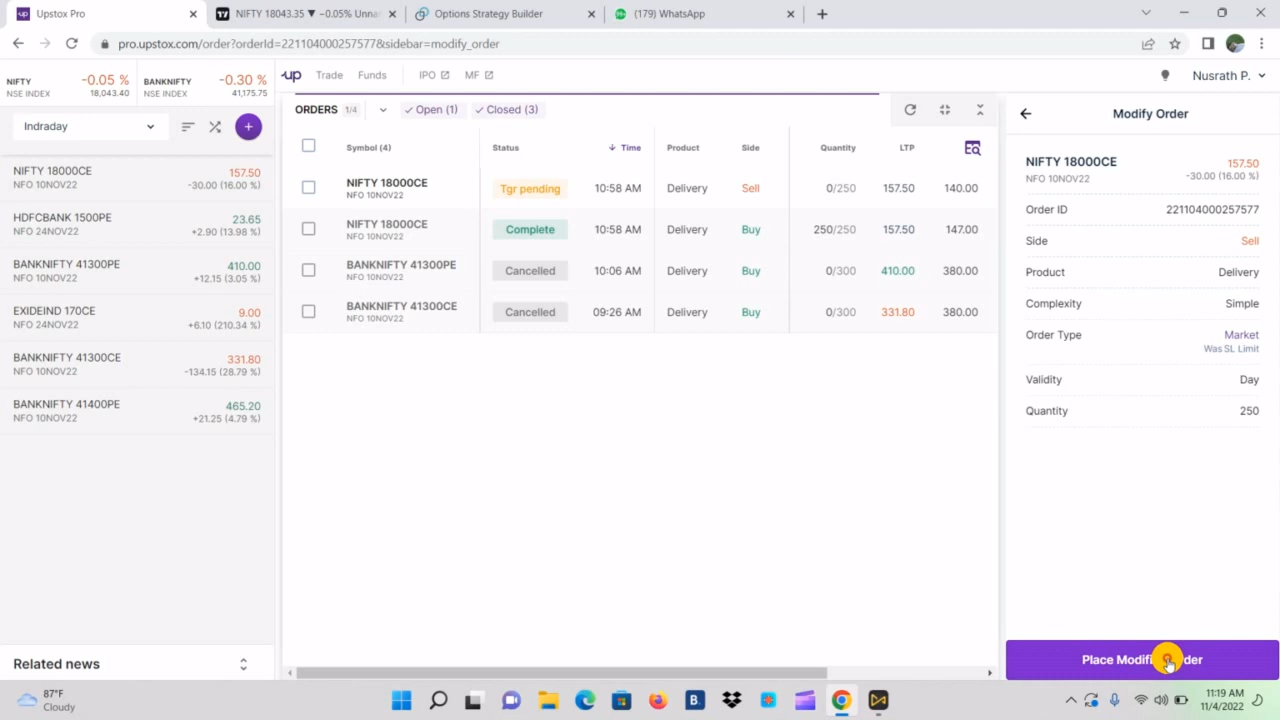 Upstox Pro
NIFTY 18043.35 ▼ −0.05% Unna
Options Strategy Builder
(179) WhatsApp
pro.upstox.com/order?orderId=221104000257577&sidebar=modify_order
NIFTY
NSE INDEX
-0.05 %
18,043.40
BANKNIFTY
NSE INDEX
-0.30 %
41,175.75
up
Trade
Funds
IPO
MF
Nusrath P.
Indraday
NIFTY 18000CE
NFO 10NOV22
157.50
-30.00 (16.00 %)
HDFCBANK 1500PE
NFO 24NOV22
23.65
+2.90 (13.98 %)
BANKNIFTY 41300PE
NFO 10NOV22
410.00
+12.15 (3.05 %)
EXIDEIND 170CE
NFO 24NOV22
9.00
+6.10 (210.34 %)
BANKNIFTY 41300CE
NFO 10NOV22
331.80
-134.15 (28.79 %)
BANKNIFTY 41400PE
NFO 10NOV22
465.20
+21.25 (4.79 %)
Related news
ORDERS 1/4
Open (1)
Closed (3)
Symbol (4) Status Time Product Side Quantity LTP
NIFTY 18000CE Tgr pending 10:58 AM Delivery Sell 0/250 157.50 140.00
NFO 10NOV22
NIFTY 18000CE Complete 10:58 AM Delivery Buy 250/250 157.50 147.00
NFO 10NOV22
BANKNIFTY 41300PE Cancelled 10:06 AM Delivery Buy 0/300 410.00 380.00
NFO 10NOV22
BANKNIFTY 41300CE Cancelled 09:26 AM Delivery Buy 0/300 331.80 380.00
NFO 10NOV22
Modify Order
NIFTY 18000CE
NFO 10NOV22
157.50
-30.00 (16.00 %)
Order ID 221104000257577
Side Sell
Product Delivery
Complexity Simple
Order Type Market
Was SL Limit
Validity Day
Quantity 250
Place
87°F
Cloudy
B.
11:19 AM
11/4/2022